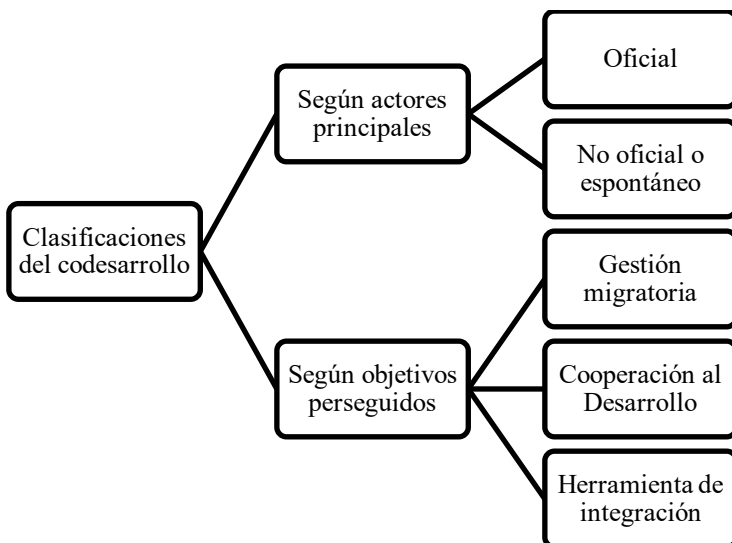 Clasificaciones
del codesarrollo
Según actores
principales
Oficial
No oficial o
espontáneo
Según objetivos
perseguidos
Gestión
migratoria
Cooperación al
Desarrollo
Herramienta de
integración